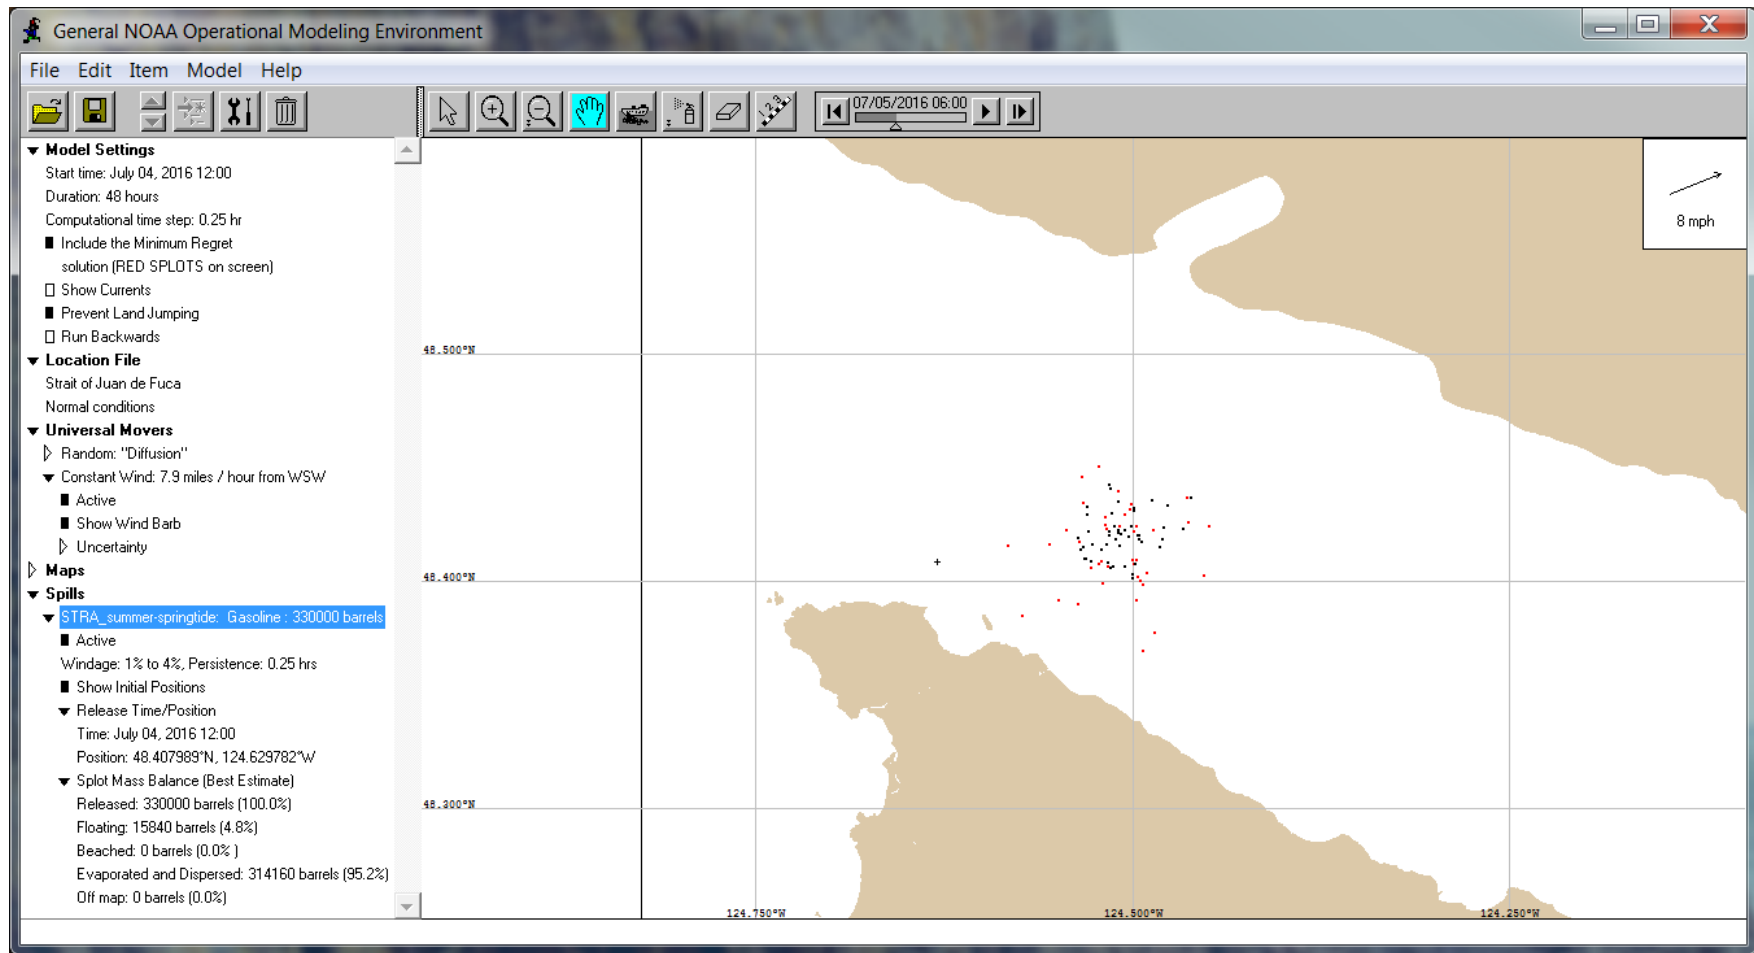 General NOAA Operational Modeling Environment
File Edit Item Model Help
07/05/2016 06:00
Model Settings
Start time: July 04, 2016 12:00
Duration: 48 hours
Computational time step: 0.25 hr
Include the Minimum Regret
solution (RED SPLOTS on screen)
Show Currents
Prevent Land Jumping
Run Backwards
Location File
Strait of Juan de Fuca
Normal conditions
Universal Movers
Random: "Diffusion"
Constant Wind: 7.9 miles / hour from WSW
Active
Show Wind Barb
Uncertainty
Maps
Spills
STRA_summer-springtide: Gasoline : 330000 barrels
Active
Windage: 1% to 4%, Persistence: 0.25 hrs
Show Initial Positions
Release Time/Position
Time: July 04, 2016 12:00
Position: 48.407989°N, 124.629782°W
Splot Mass Balance (Best Estimate)
Released: 330000 barrels (100.0%)
Floating: 15840 barrels (4.8%)
Beached: 0 barrels (0.0% )
Evaporated and Dispersed: 314160 barrels (95.2%)
Off map: 0 barrels (0.0%)
8 mph
48.500°N
48.400°N
48.300°N
124.750°W 124.500°W 124.250°W
1 2 3